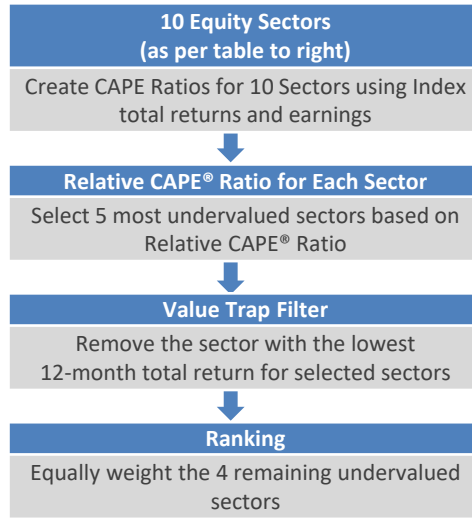 10 Equity Sectors
(as per table to right)
Create CAPE Ratios for 10 Sectors using Index
total returns and earnings
Relative CAPE® Ratio for Each Sector
Select 5 most undervalued sectors based on
Relative CAPE® Ratio
Value Trap Filter
Remove the sector with the lowest
12-month total return for selected sectors
Ranking
Equally weight the 4 remaining undervalued
sectors